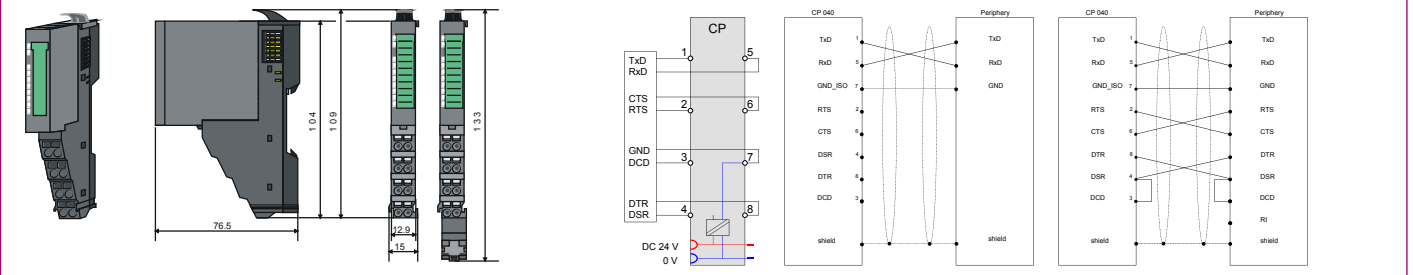 104
109
133
76.5
12.9
15
CP
TxD 1 5
RxD
CTS
RTS 2 6
GND
DCD 3 7
DTR
DSR 4 8
DC 24 V
0 V
CP 040 Periphery
TxD 1 TxD
RxD 5 RxD
GND_ISO 7 GND
RTS 2
CTS 6
DSR 4
DTR 8
DCD 3
shield shield
CP 040 Periphery
TxD 1 TxD
RxD 5 RxD
GND_ISO 7 GND
RTS 2 RTS
CTS 6 CTS
DTR 8 DTR
DSR 4 DSR
DCD 3 DCD
RI
shield shield